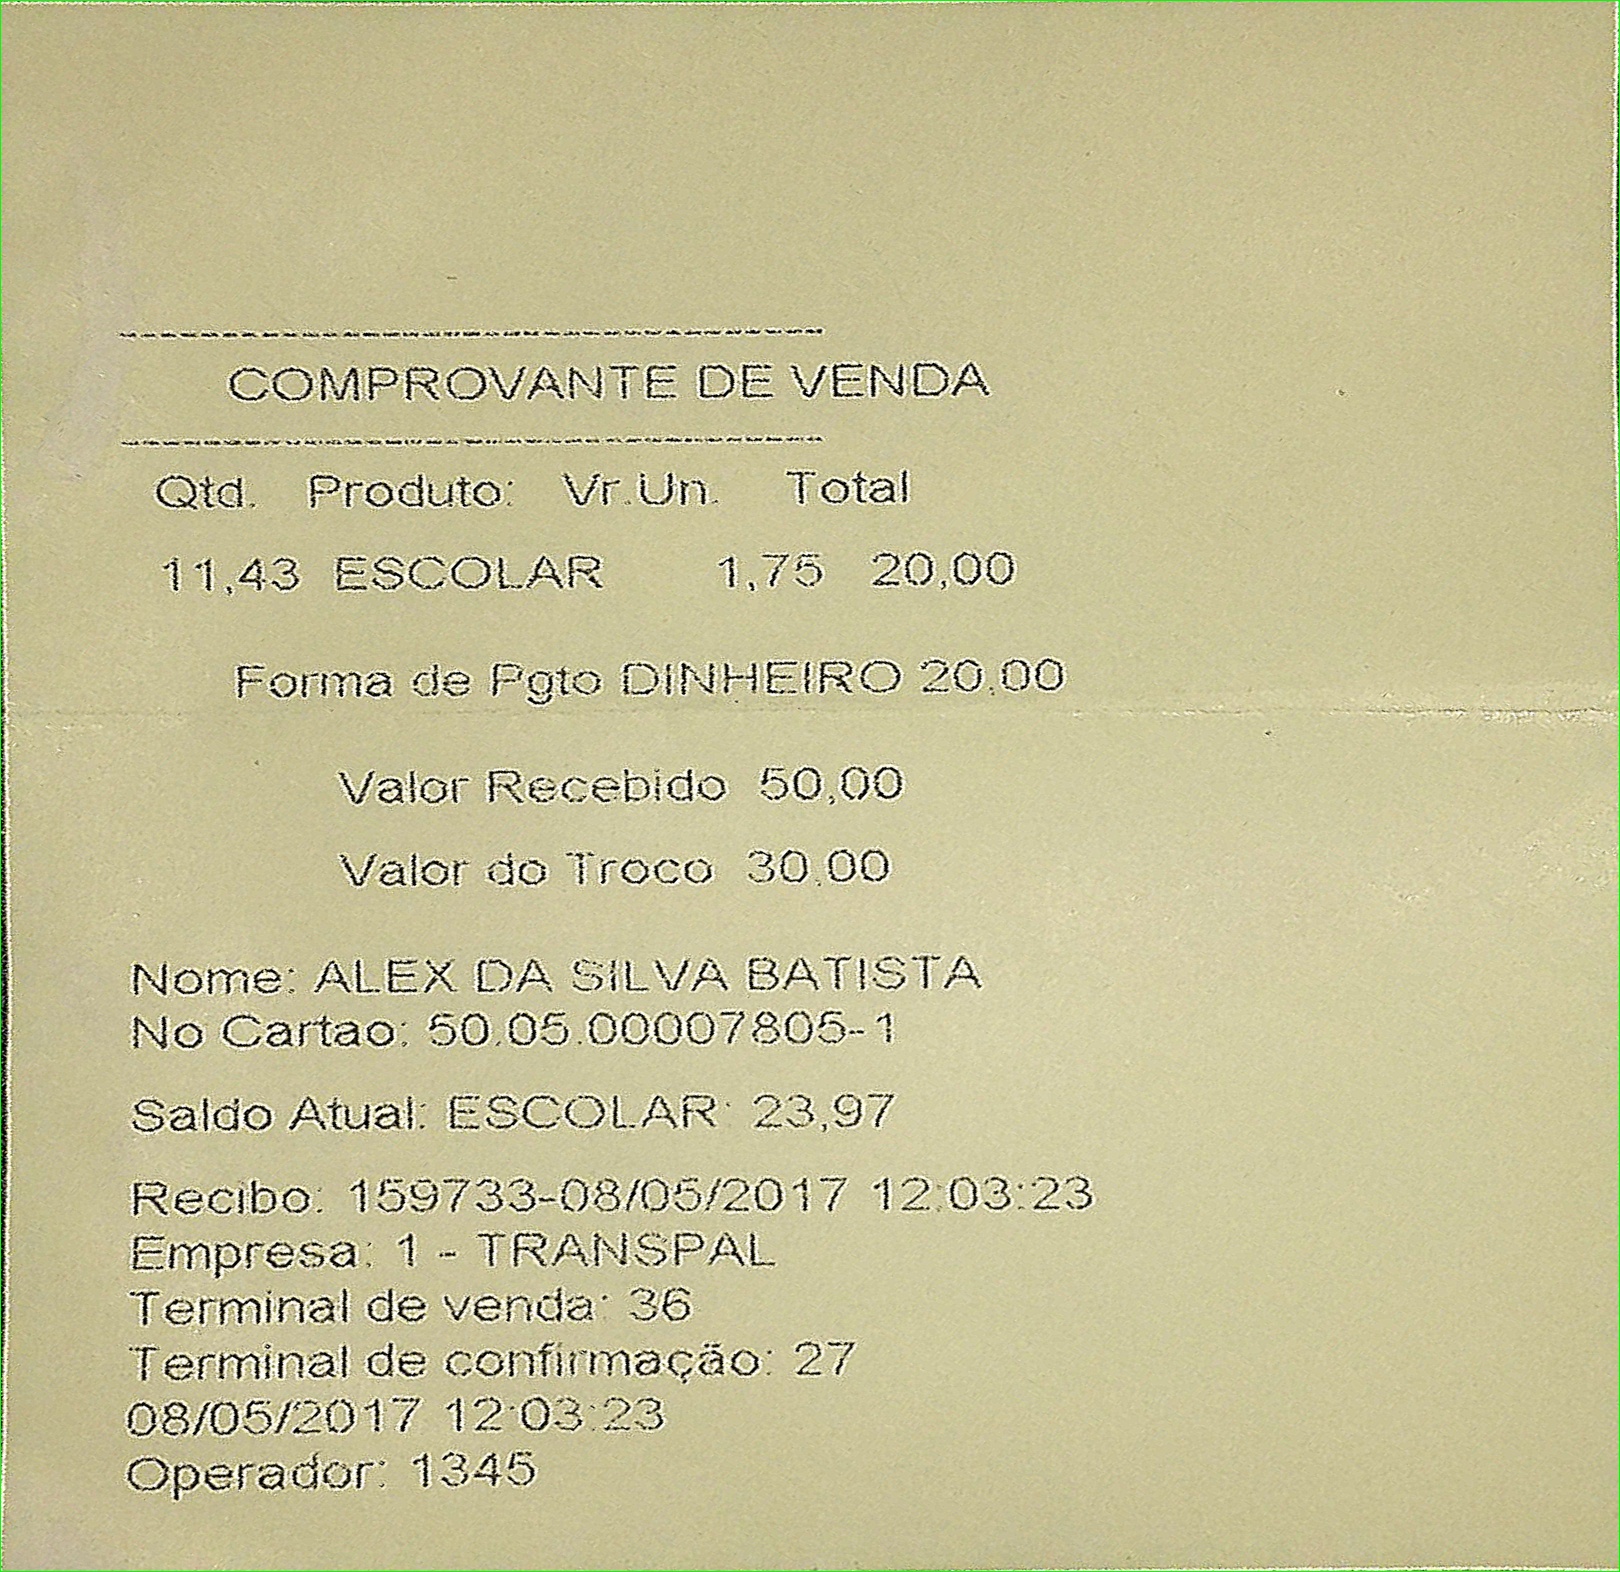 COMPROVANTE DE VENDA
Qtd. Produto: Vr.Un. Total
11,43 ESCOLAR 1,75 20,00
Forma de Pgto DINHEIRO 20,00
Valor Recebido 50,00
Valor do Troco 30,00
Nome: ALEX DA SILVA BATISTA
No Cartao: 50.05.00007805-1
Saldo Atual: ESCOLAR: 23,97
Recibo: 159733-08/05/2017 12:03:23
Empresa: 1 - TRANSPAL
Terminal de venda: 36
Terminal de confirmação: 27
08/05/2017 12:03:23
Operador: 1345